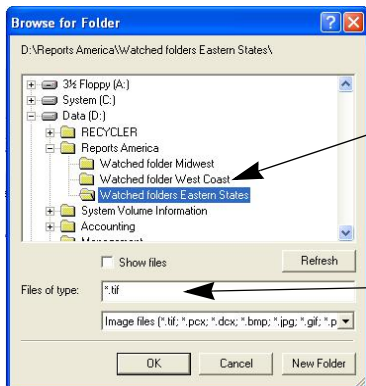 Browse for Folder
D:\Reports America\Watched folders Eastern States\
3½ Floppy (A:)
System (C:)
Data (D:)
RECYCLER
Reports America
Watched folder Midwest
Watched folder West Coast
Watched folders Eastern States
System Volume Information
Accounting
Management
Show files
Refresh
Files of type:
*.tif
Image files (*.tif; *.pcx; *.dcx; *.bmp; *.jpg; *.gif; *.p
OK
Cancel
New Folder